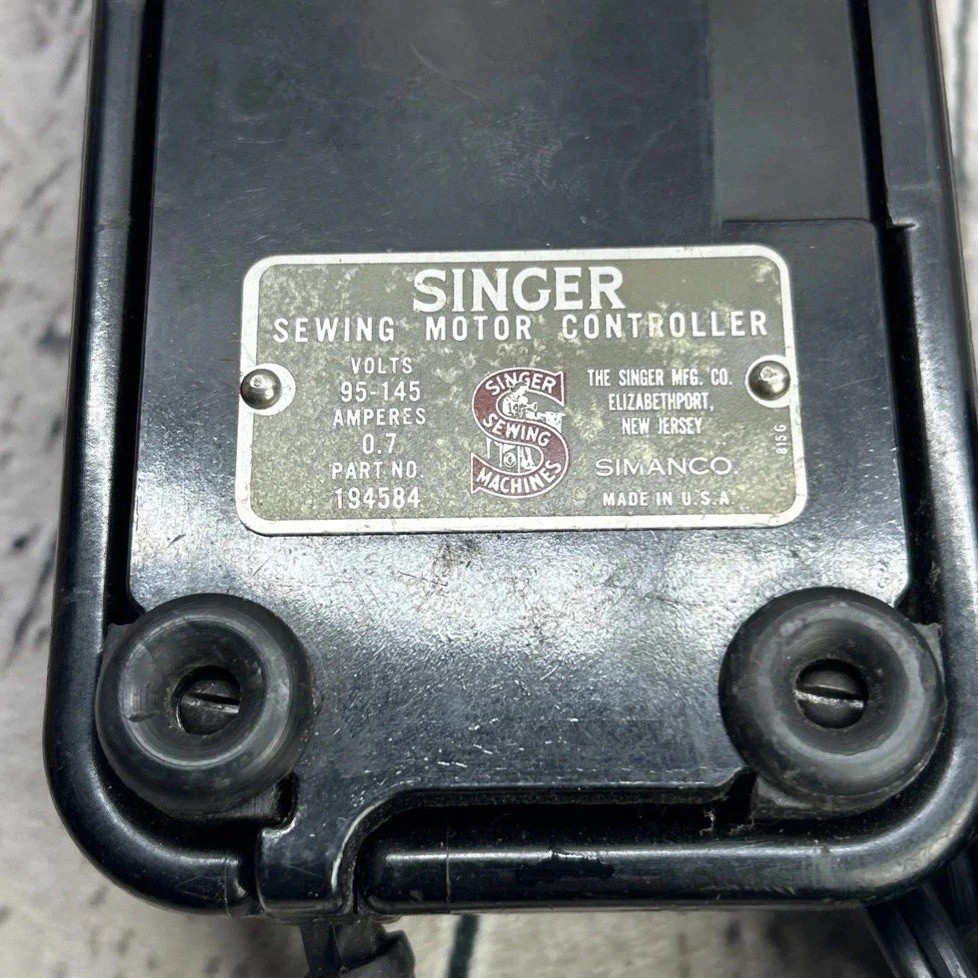 SINGER
SEWING MOTOR CONTROLLER
VOLTS
95-145
AMPERES
0.7
PART NO.
194584
SINGER
SEWING
MACHINES
THE SINGER MFG. CO.
ELIZABETHPORT,
NEW JERSEY
SIMANCO
MADE IN U.S.A
815G